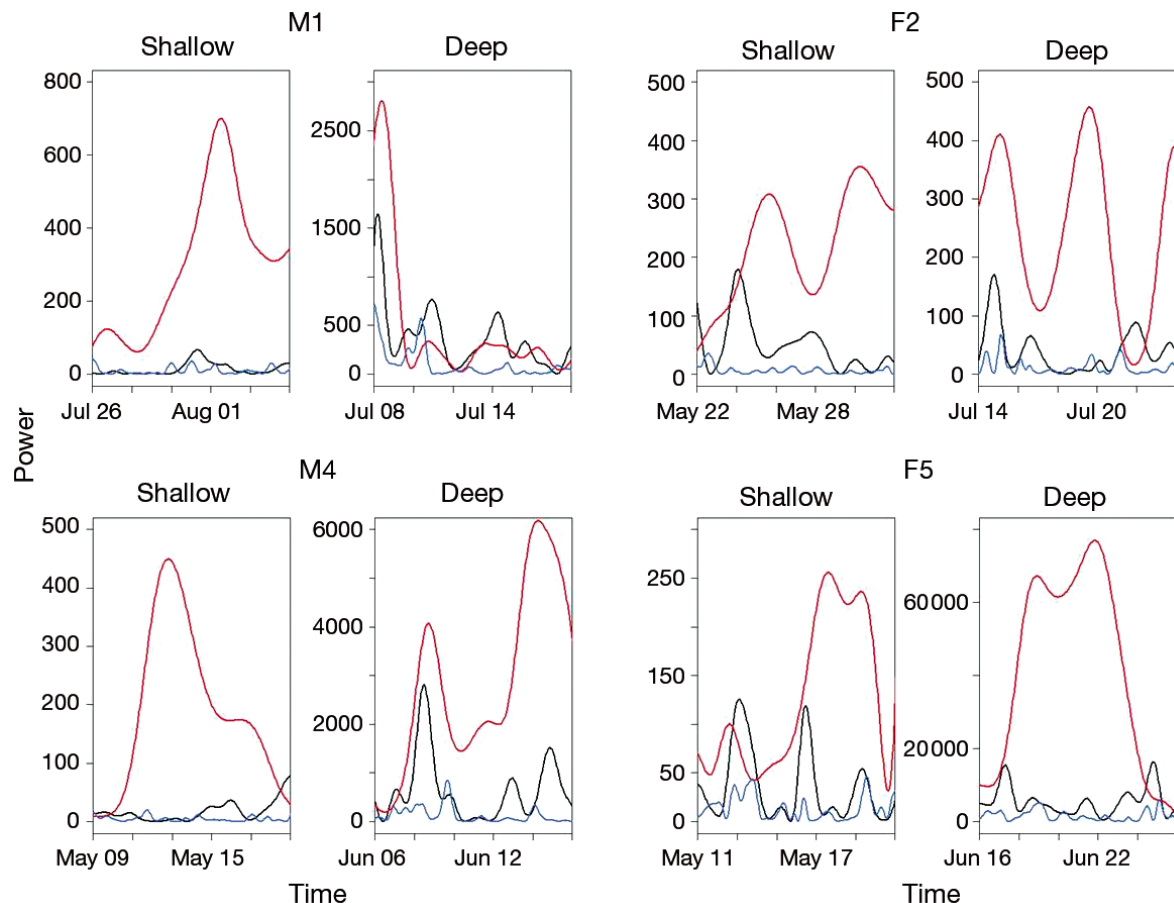 M1
Shallow
Deep
800
600
400
200
0
Jul 26
Aug 01
2500
1500
500
0
Jul 08
Jul 14
F2
Shallow
Deep
500
400
300
200
100
0
May 22
May 28
500
400
300
200
100
0
Jul 14
Jul 20
Power
M4
Shallow
Deep
500
400
300
200
100
0
May 09
May 15
6000
4000
2000
0
Jun 06
Jun 12
Time
F5
Shallow
Deep
250
150
50
0
May 11
May 17
60000
20000
0
Jun 16
Jun 22
Time